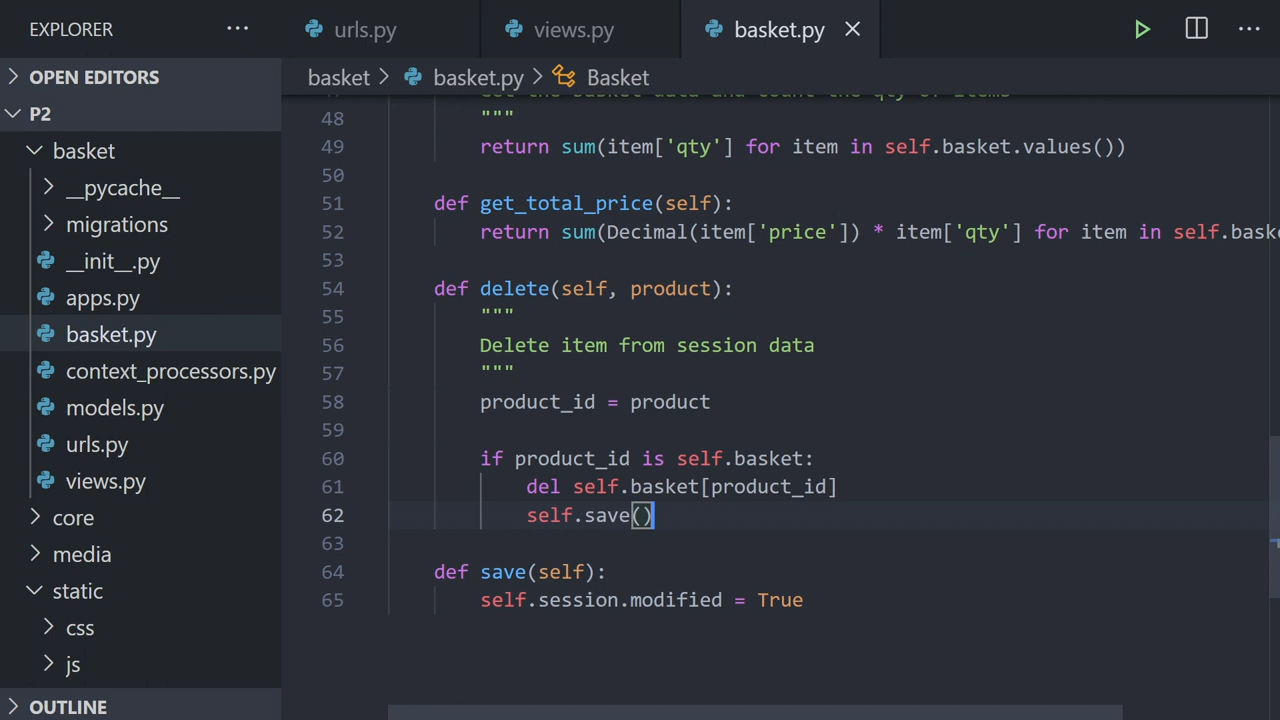 EXPLORER ...
urls.py
views.py
basket.py
OPEN EDITORS
P2
basket
__pycache__
migrations
__init__.py
apps.py
basket.py
context_processors.py
models.py
urls.py
views.py
core
media
static
css
js
OUTLINE
basket > basket.py > Basket
48 """
49 return sum(item['qty'] for item in self.basket.values())
50
51 def get_total_price(self):
52 return sum(Decimal(item['price']) * item['qty'] for item in self.bask
53
54 def delete(self, product):
55 """
56 Delete item from session data
57 """
58 product_id = product
59
60 if product_id is self.basket:
61 del self.basket[product_id]
62 self.save()
63
64 def save(self):
65 self.session.modified = True